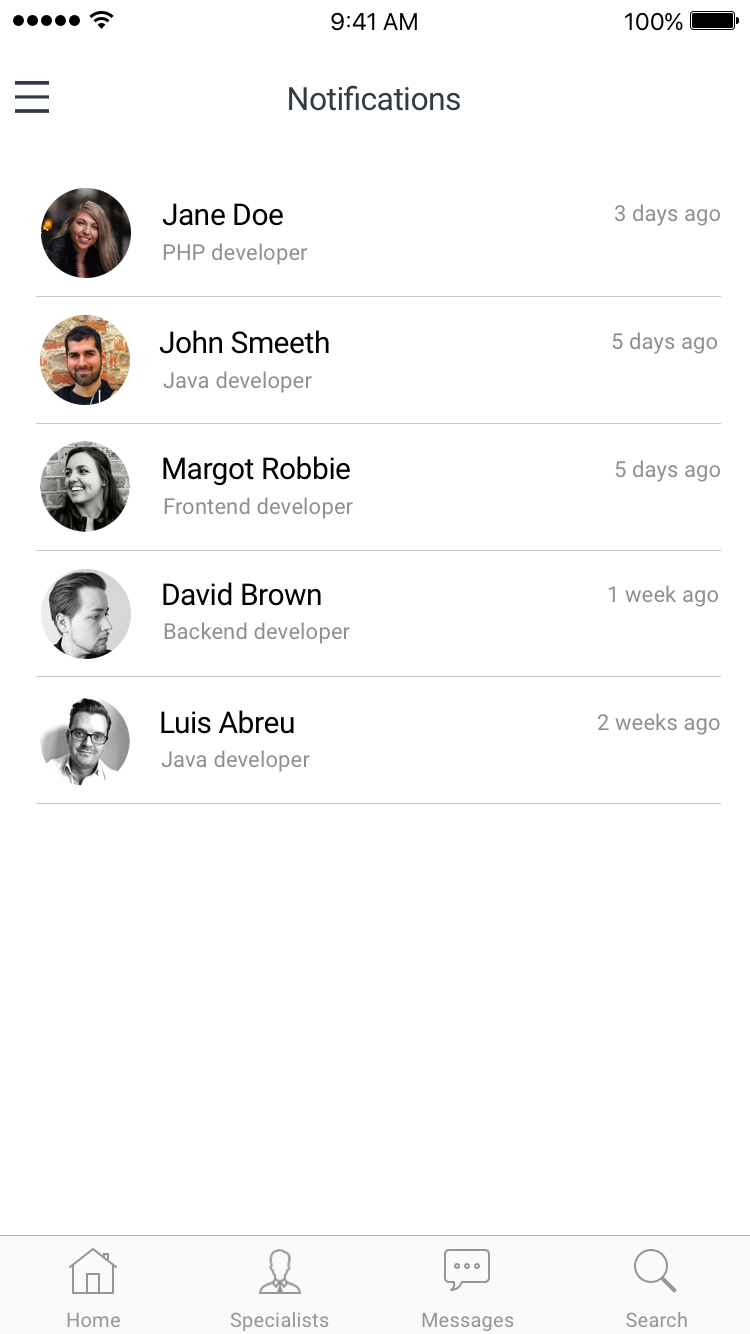 9:41 AM 100%
Notifications
Jane Doe 3 days ago
PHP developer
John Smeeth 5 days ago
Java developer
Margot Robbie 5 days ago
Frontend developer
David Brown 1 week ago
Backend developer
Luis Abreu 2 weeks ago
Java developer
Home Specialists Messages Search